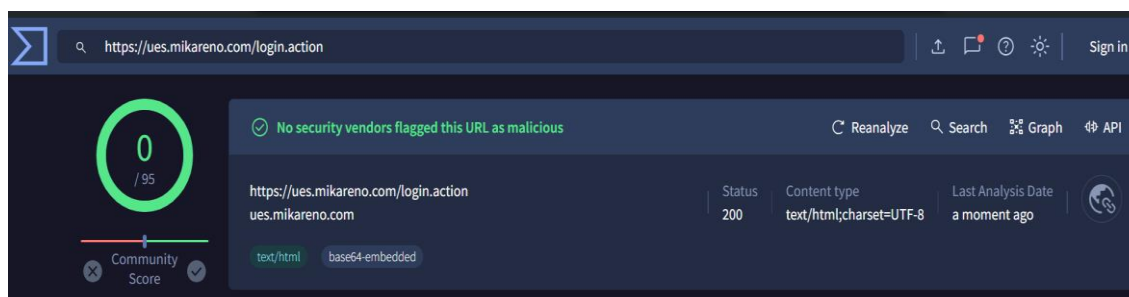 https://ues.mikareno.com/login.action
Sign in
0
/ 95
No security vendors flagged this URL as malicious
Reanalyze
Search
Graph
API
https://ues.mikareno.com/login.action
ues.mikareno.com
Status
200
Content type
text/html;charset=UTF-8
Last Analysis Date
a moment ago
text/html
base64-embedded
Community
Score